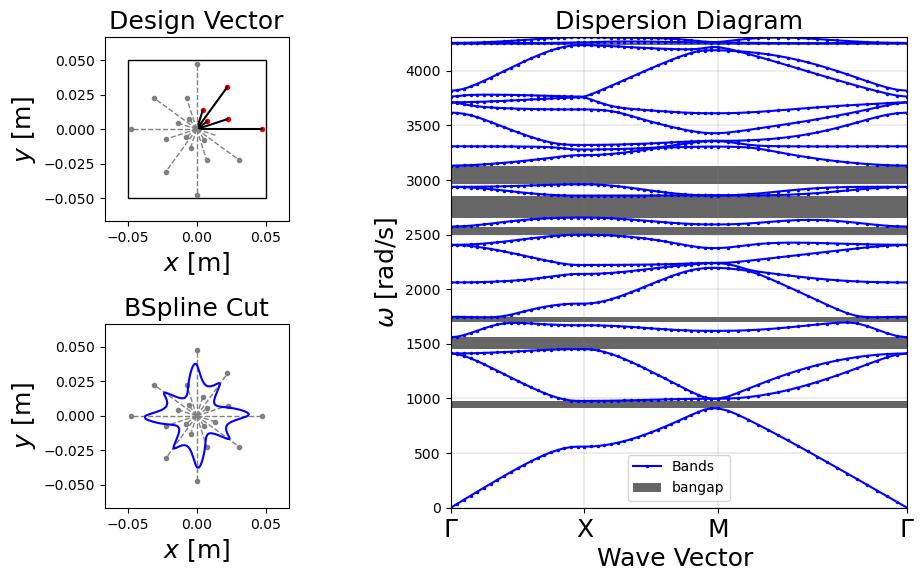 Design Vector
0.050
0.025
0.000
−0.025
−0.050
y [m]
−0.05 0.00 0.05
x [m]
BSpline Cut
0.050
0.025
0.000
−0.025
−0.050
y [m]
−0.05 0.00 0.05
x [m]
Dispersion Diagram
4000
3500
3000
2500
2000
1500
1000
500
0
ω [rad/s]
Bands
bangap
Γ X M Γ
Wave Vector